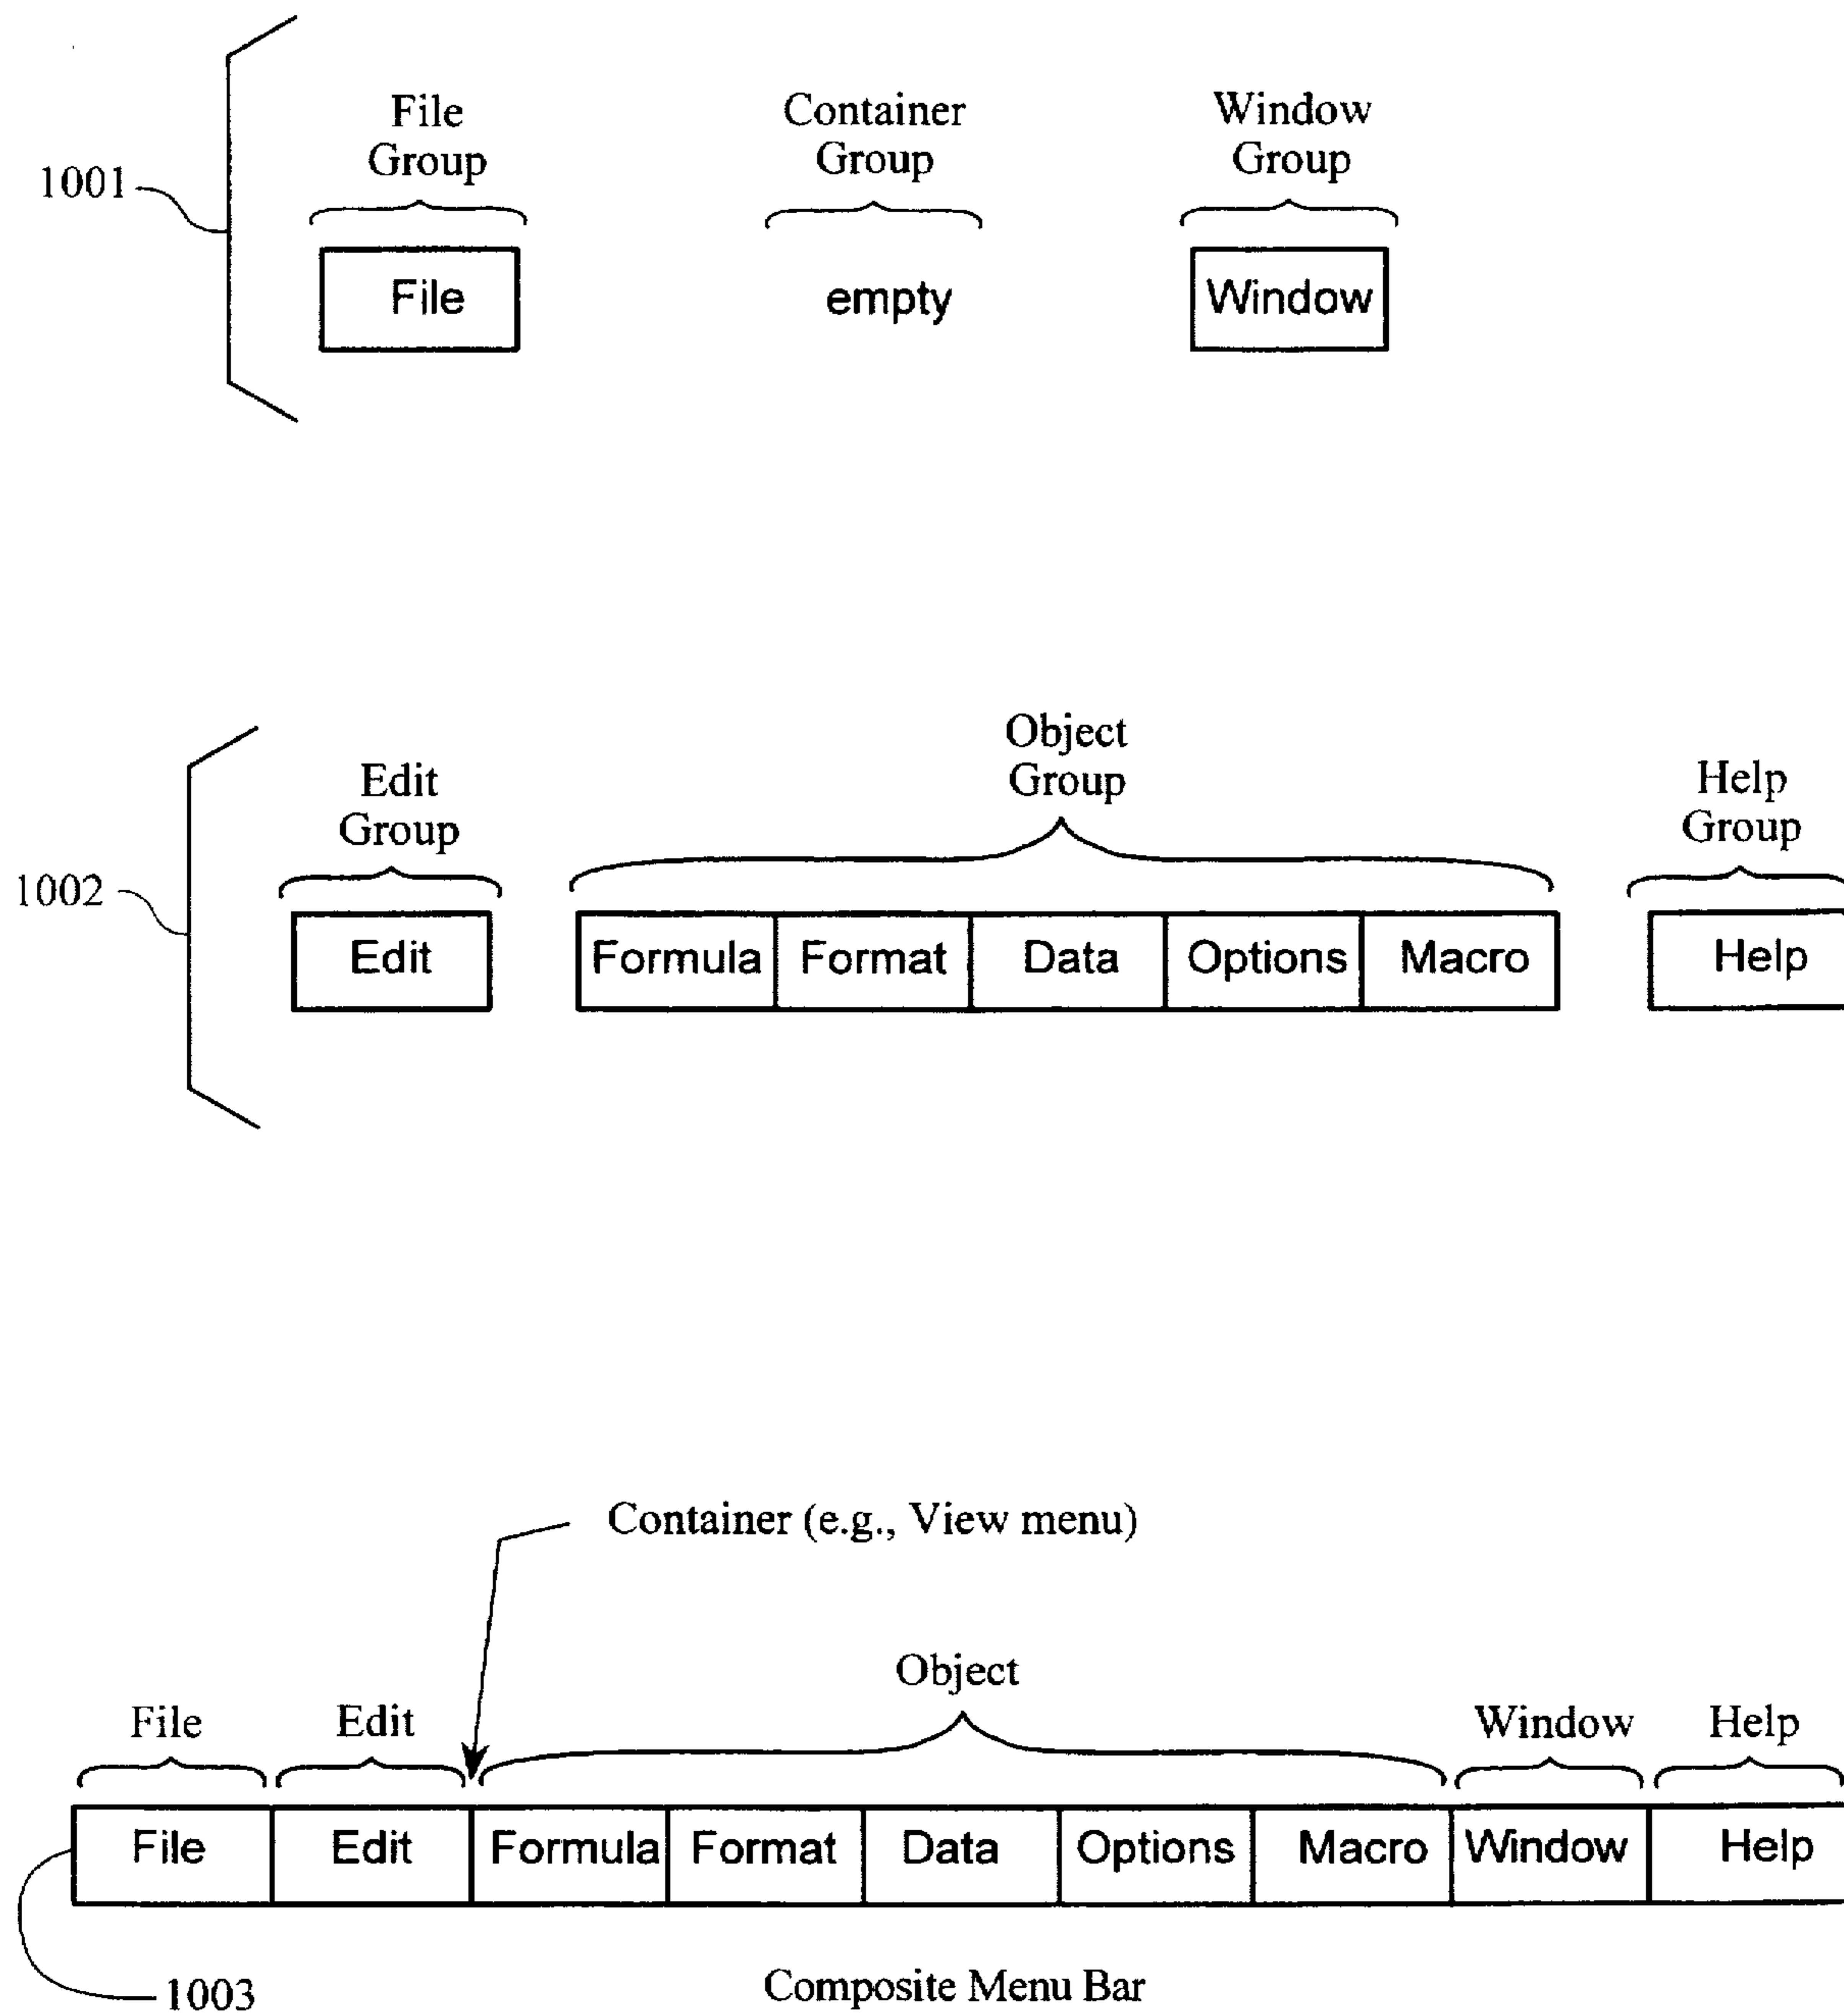 File
Group
Container
Group
Window
Group
1001
File
empty
Window
Object
Group
Edit
Group
Help
Group
1002
Edit
Formula Format Data Options Macro
Help
Container (e.g., View menu)
Object
File
Edit
Window
Help
File Edit Formula Format Data Options Macro Window Help
1003
Composite Menu Bar